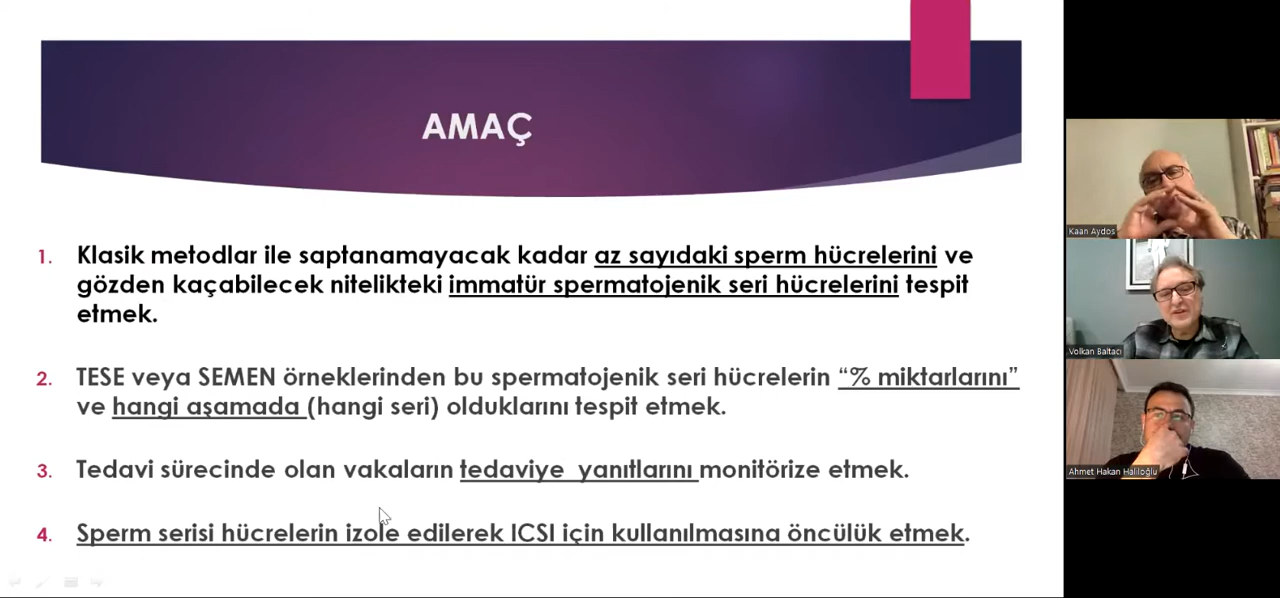 AMAÇ
1. Klasik metodlar ile saptanamayacak kadar az sayıdaki sperm hücrelerini ve
gözden kaçabilecek nitelikteki immatür spermatojenik seri hücrelerini tespit
etmek.
2. TESE veya SEMEN örneklerinden bu spermatojenik seri hücrelerin “% miktarlarını”
ve hangi aşamada (hangi seri) olduklarını tespit etmek.
3. Tedavi sürecinde olan vakaların tedaviye yanıtlarını monitörize etmek.
4. Sperm serisi hücrelerin izole edilerek ICSI için kullanılmasına öncülük etmek.
Kaan Aydos
Volkan Baltacı
Ahmet Hakan Haliloğlu